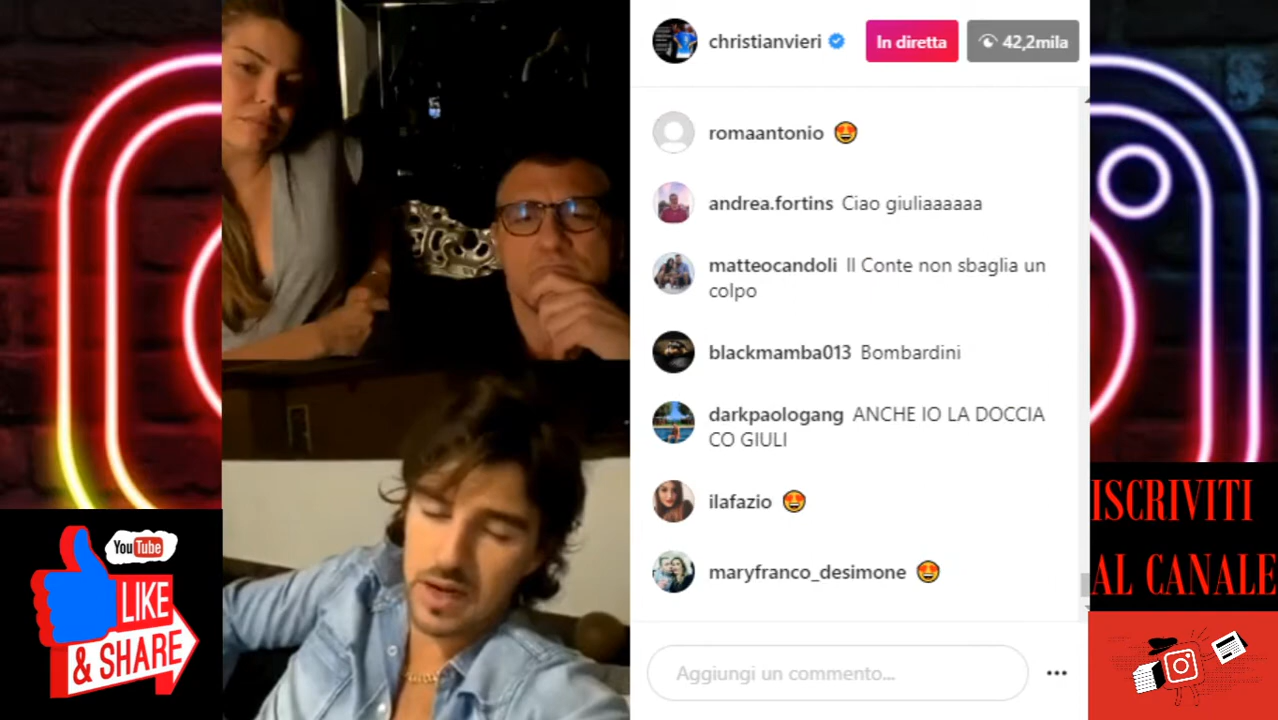 christianvieri
In diretta
42,2mila
romaantonio 😍
andrea.fortins Ciao giuliaaaaaa
matteocandoli Il Conte non sbaglia un
colpo
blackmamba013 Bombardini
darkpaologang ANCHE IO LA DOCCIA
CO GIULI
ilafazio 😍
maryfranco_desimone 🤩
Aggiungi un commento...
YouTube
LIKE
& SHARE
ISCRIVITI
AL CANALE